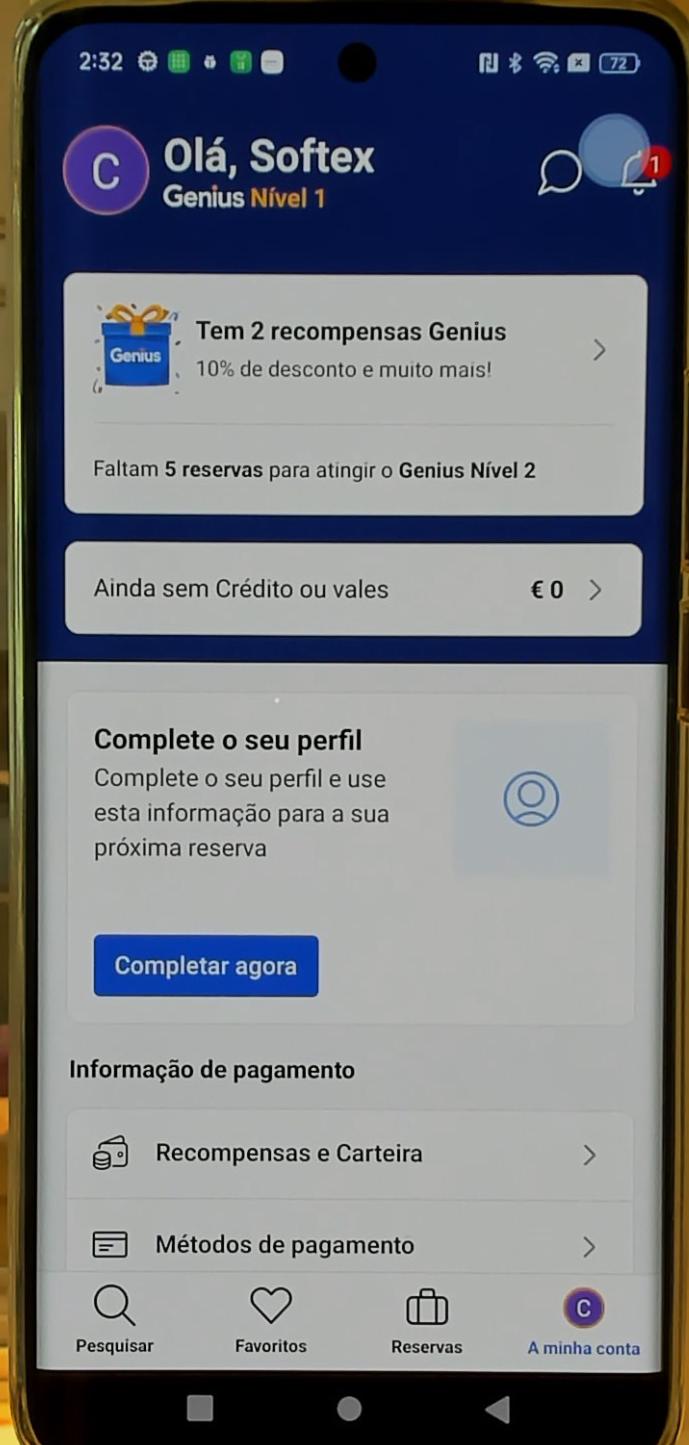 2:32
72
C
Olá, Softex
Genius Nível 1
1
Genius
Tem 2 recompensas Genius
10% de desconto e muito mais!
Faltam 5 reservas para atingir o Genius Nível 2
Ainda sem Crédito ou vales
€ 0
Complete o seu perfil
Complete o seu perfil e use
esta informação para a sua
próxima reserva
Completar agora
Informação de pagamento
Recompensas e Carteira
Métodos de pagamento
C
Pesquisar
Favoritos
Reservas
A minha conta